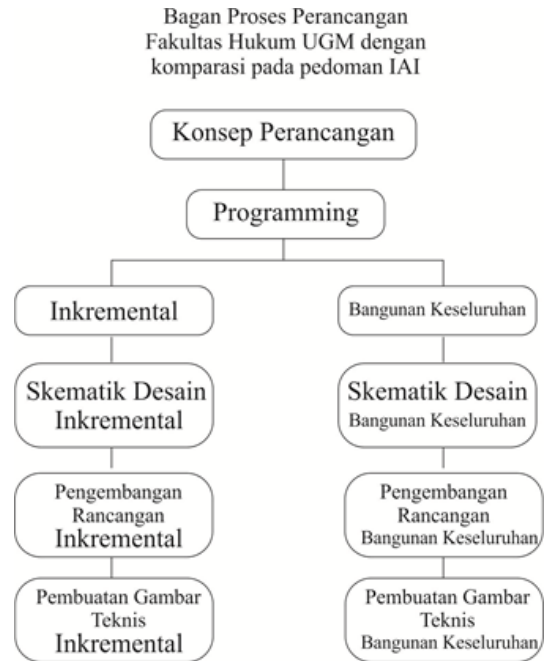 Bagan Proses Perancangan
Fakultas Hukum UGM dengan
komparasi pada pedoman IAI
Konsep Perancangan
Programming
Inkremental
Bangunan Keseluruhan
Skematik Desain
Inkremental
Skematik Desain
Bangunan Keseluruhan
Pengembangan
Rancangan
Inkremental
Pengembangan
Rancangan
Bangunan Keseluruhan
Pembuatan Gambar
Teknis
Inkremental
Pembuatan Gambar
Teknis
Bangunan Keseluruhan